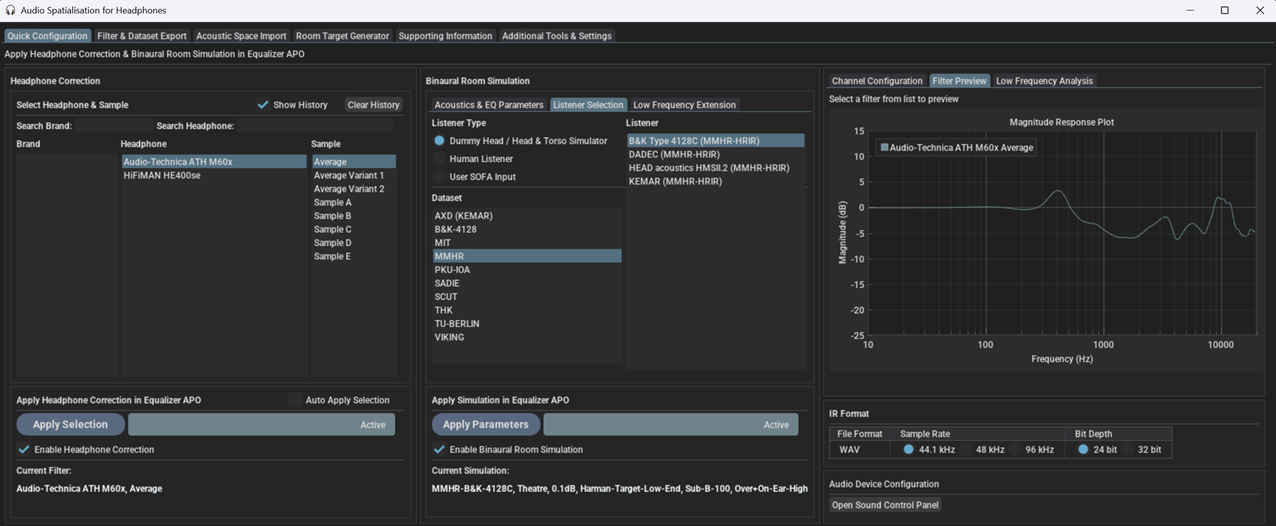 Audio Spatialisation for Headphones
Quick Configuration Filter & Dataset Export Acoustic Space Import Room Target Generator Supporting Information Additional Tools & Settings
Apply Headphone Correction & Binaural Room Simulation in Equalizer APO
Headphone Correction
Select Headphone & Sample Show History Clear History
Search Brand: Search Headphone:
Brand Headphone Sample
Audio-Technica ATH M60x Average
HiFiMAN HE400se Average Variant 1
Average Variant 2
Sample A
Sample B
Sample C
Sample D
Sample E
Apply Headphone Correction in Equalizer APO Auto Apply Selection
Apply Selection Active
Enable Headphone Correction
Current Filter:
Audio-Technica ATH M60x, Average
Binaural Room Simulation
Acoustics & EQ Parameters Listener Selection Low Frequency Extension
Listener Type
Dummy Head / Head & Torso Simulator
Human Listener
User SOFA Input
Dataset
AXD (KEMAR)
B&K-4128
MIT
MMHR
PKU-IOA
SADIE
SCUT
THK
TU-BERLIN
VIKING
Listener
B&K Type 4128C (MMHR-HRIR)
DADEC (MMHR-HRIR)
HEAD acoustics HMSII.2 (MMHR-HRIR)
KEMAR (MMHR-HRIR)
Apply Simulation in Equalizer APO
Apply Parameters Active
Enable Binaural Room Simulation
Current Simulation:
MMHR-B&K-4128C, Theatre, 0.1dB, Harman-Target-Low-End, Sub-B-100, Over+On-Ear-High
Channel Configuration Filter Preview Low Frequency Analysis
Select a filter from list to preview
Magnitude Response Plot
Audio-Technica ATH M60x Average
Magnitude (dB)
15
10
5
0
-5
-10
-15
-20
-25
10 100 1000 10000
Frequency (Hz)
IR Format
File Format Sample Rate Bit Depth
WAV 44.1 kHz 48 kHz 96 kHz 24 bit 32 bit
Audio Device Configuration
Open Sound Control Panel